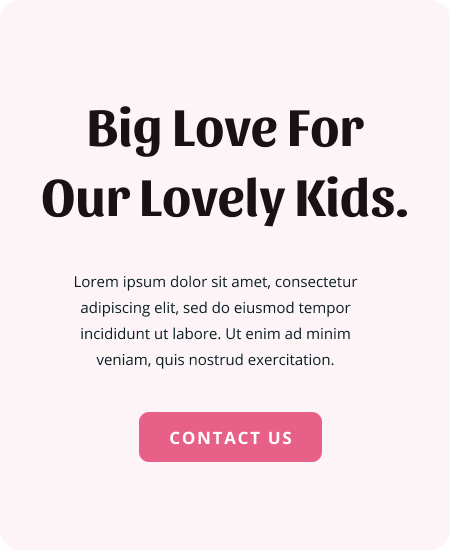 Big Love For
Our Lovely Kids.
Lorem ipsum dolor sit amet, consectetur
adipiscing elit, sed do eiusmod tempor
incididunt ut labore. Ut enim ad minim
veniam, quis nostrud exercitation.
CONTACT US